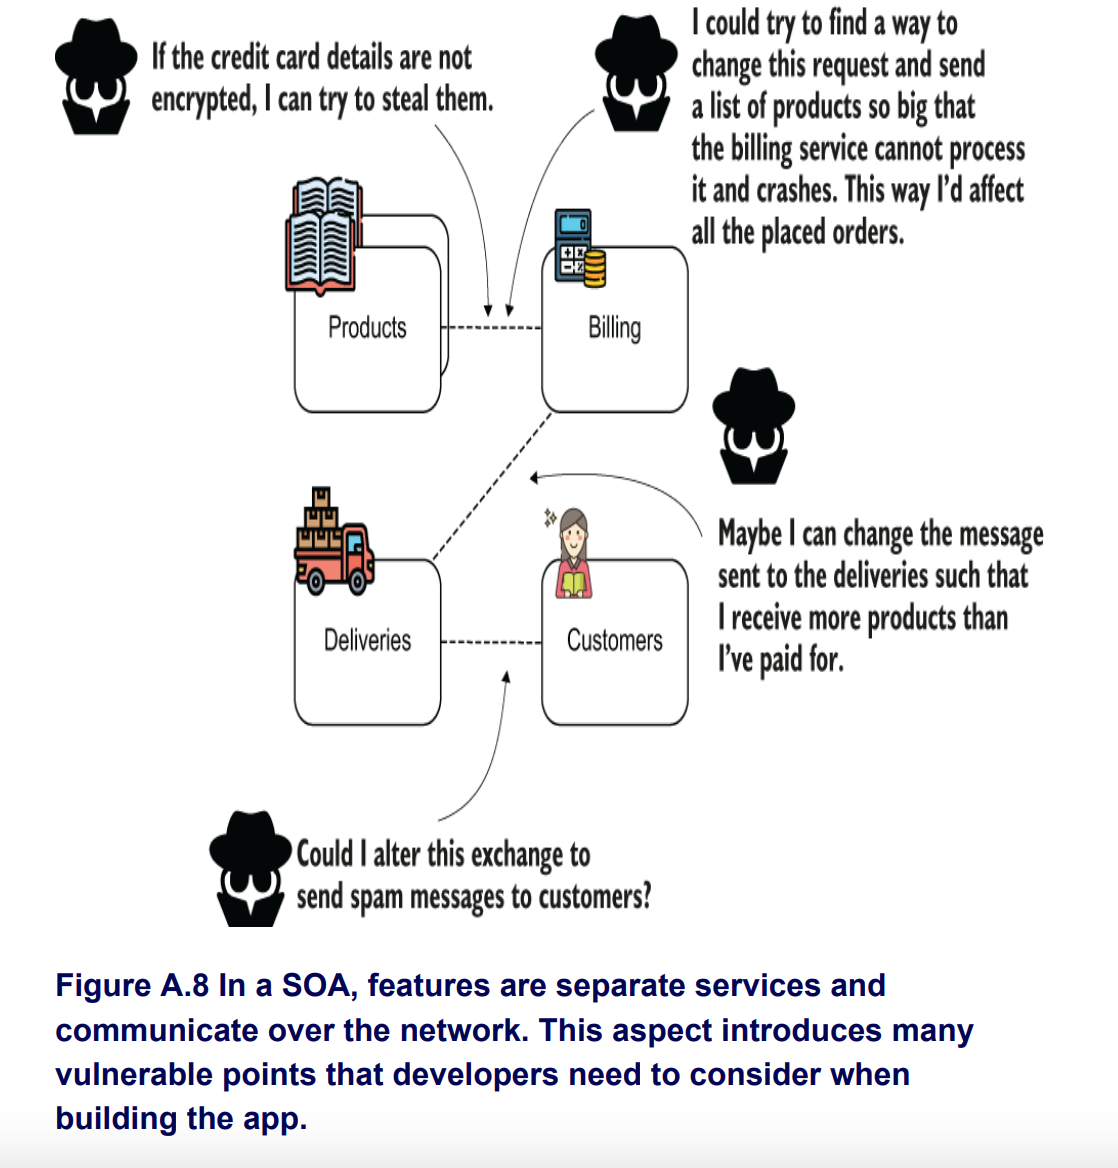 If the credit card details are not
encrypted, I can try to steal them.
I could try to find a way to
change this request and send
a list of products so big that
the billing service cannot process
it and crashes. This way I'd affect
all the placed orders.
Products
Billing
Maybe I can change the message
sent to the deliveries such that
I receive more products than
I've paid for.
Deliveries
Customers
Could I alter this exchange to
send spam messages to customers?
Figure A.8 In a SOA, features are separate services and
communicate over the network. This aspect introduces many
vulnerable points that developers need to consider when
building the app.